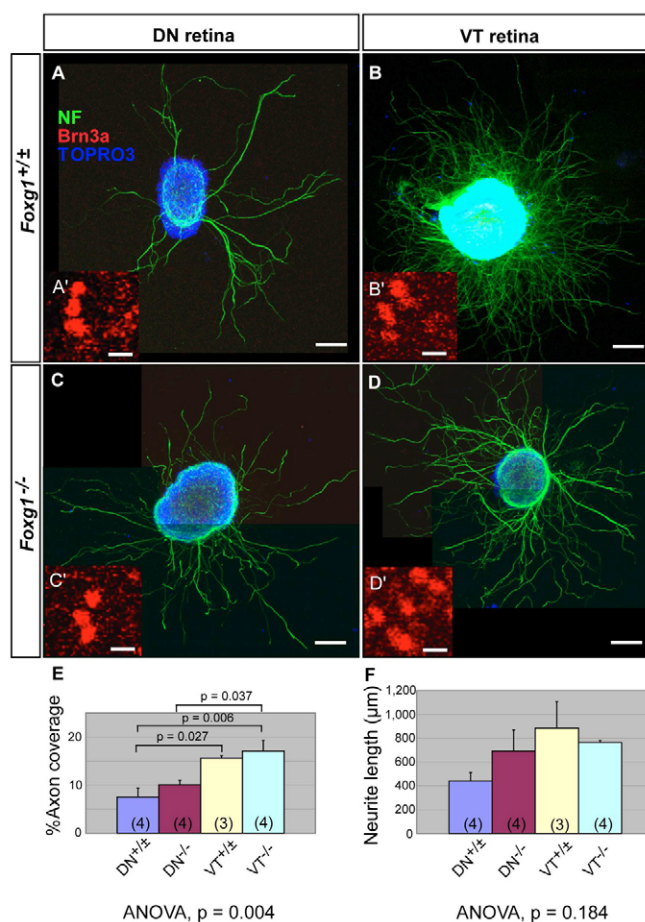 DN retina
VT retina
Foxg1+/±
A
NF
Brn3a
TOPRO3
A'
B
B'
Foxg1-/-
C
C'
D
D'
E
p = 0.037
p = 0.006
p = 0.027
%Axon coverage
20
10
0
(4) (4) (3) (4)
DN+/± DN-/- VT+/± VT-/-
ANOVA, p = 0.004
F
Neurite length (µm)
1,200
1,000
800
600
400
200
0
(4) (4) (3) (4)
DN+/± DN-/- VT+/± VT-/-
ANOVA, p = 0.184